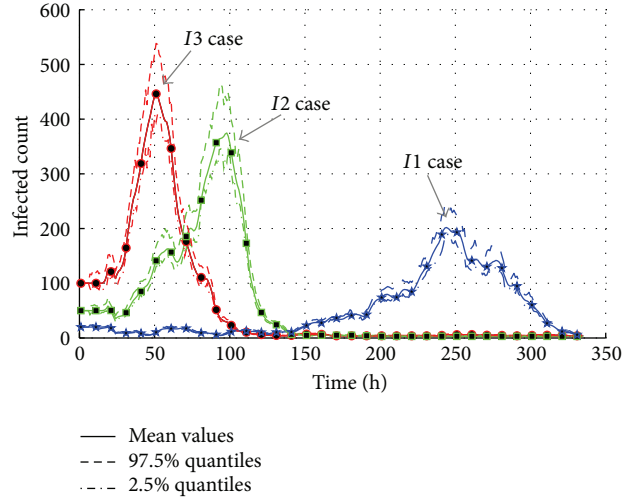 600
500
400
300
200
100
0
Infected count
I3 case
I2 case
I1 case
0 50 100 150 200 250 300 350
Time (h)
Mean values
97.5% quantiles
2.5% quantiles